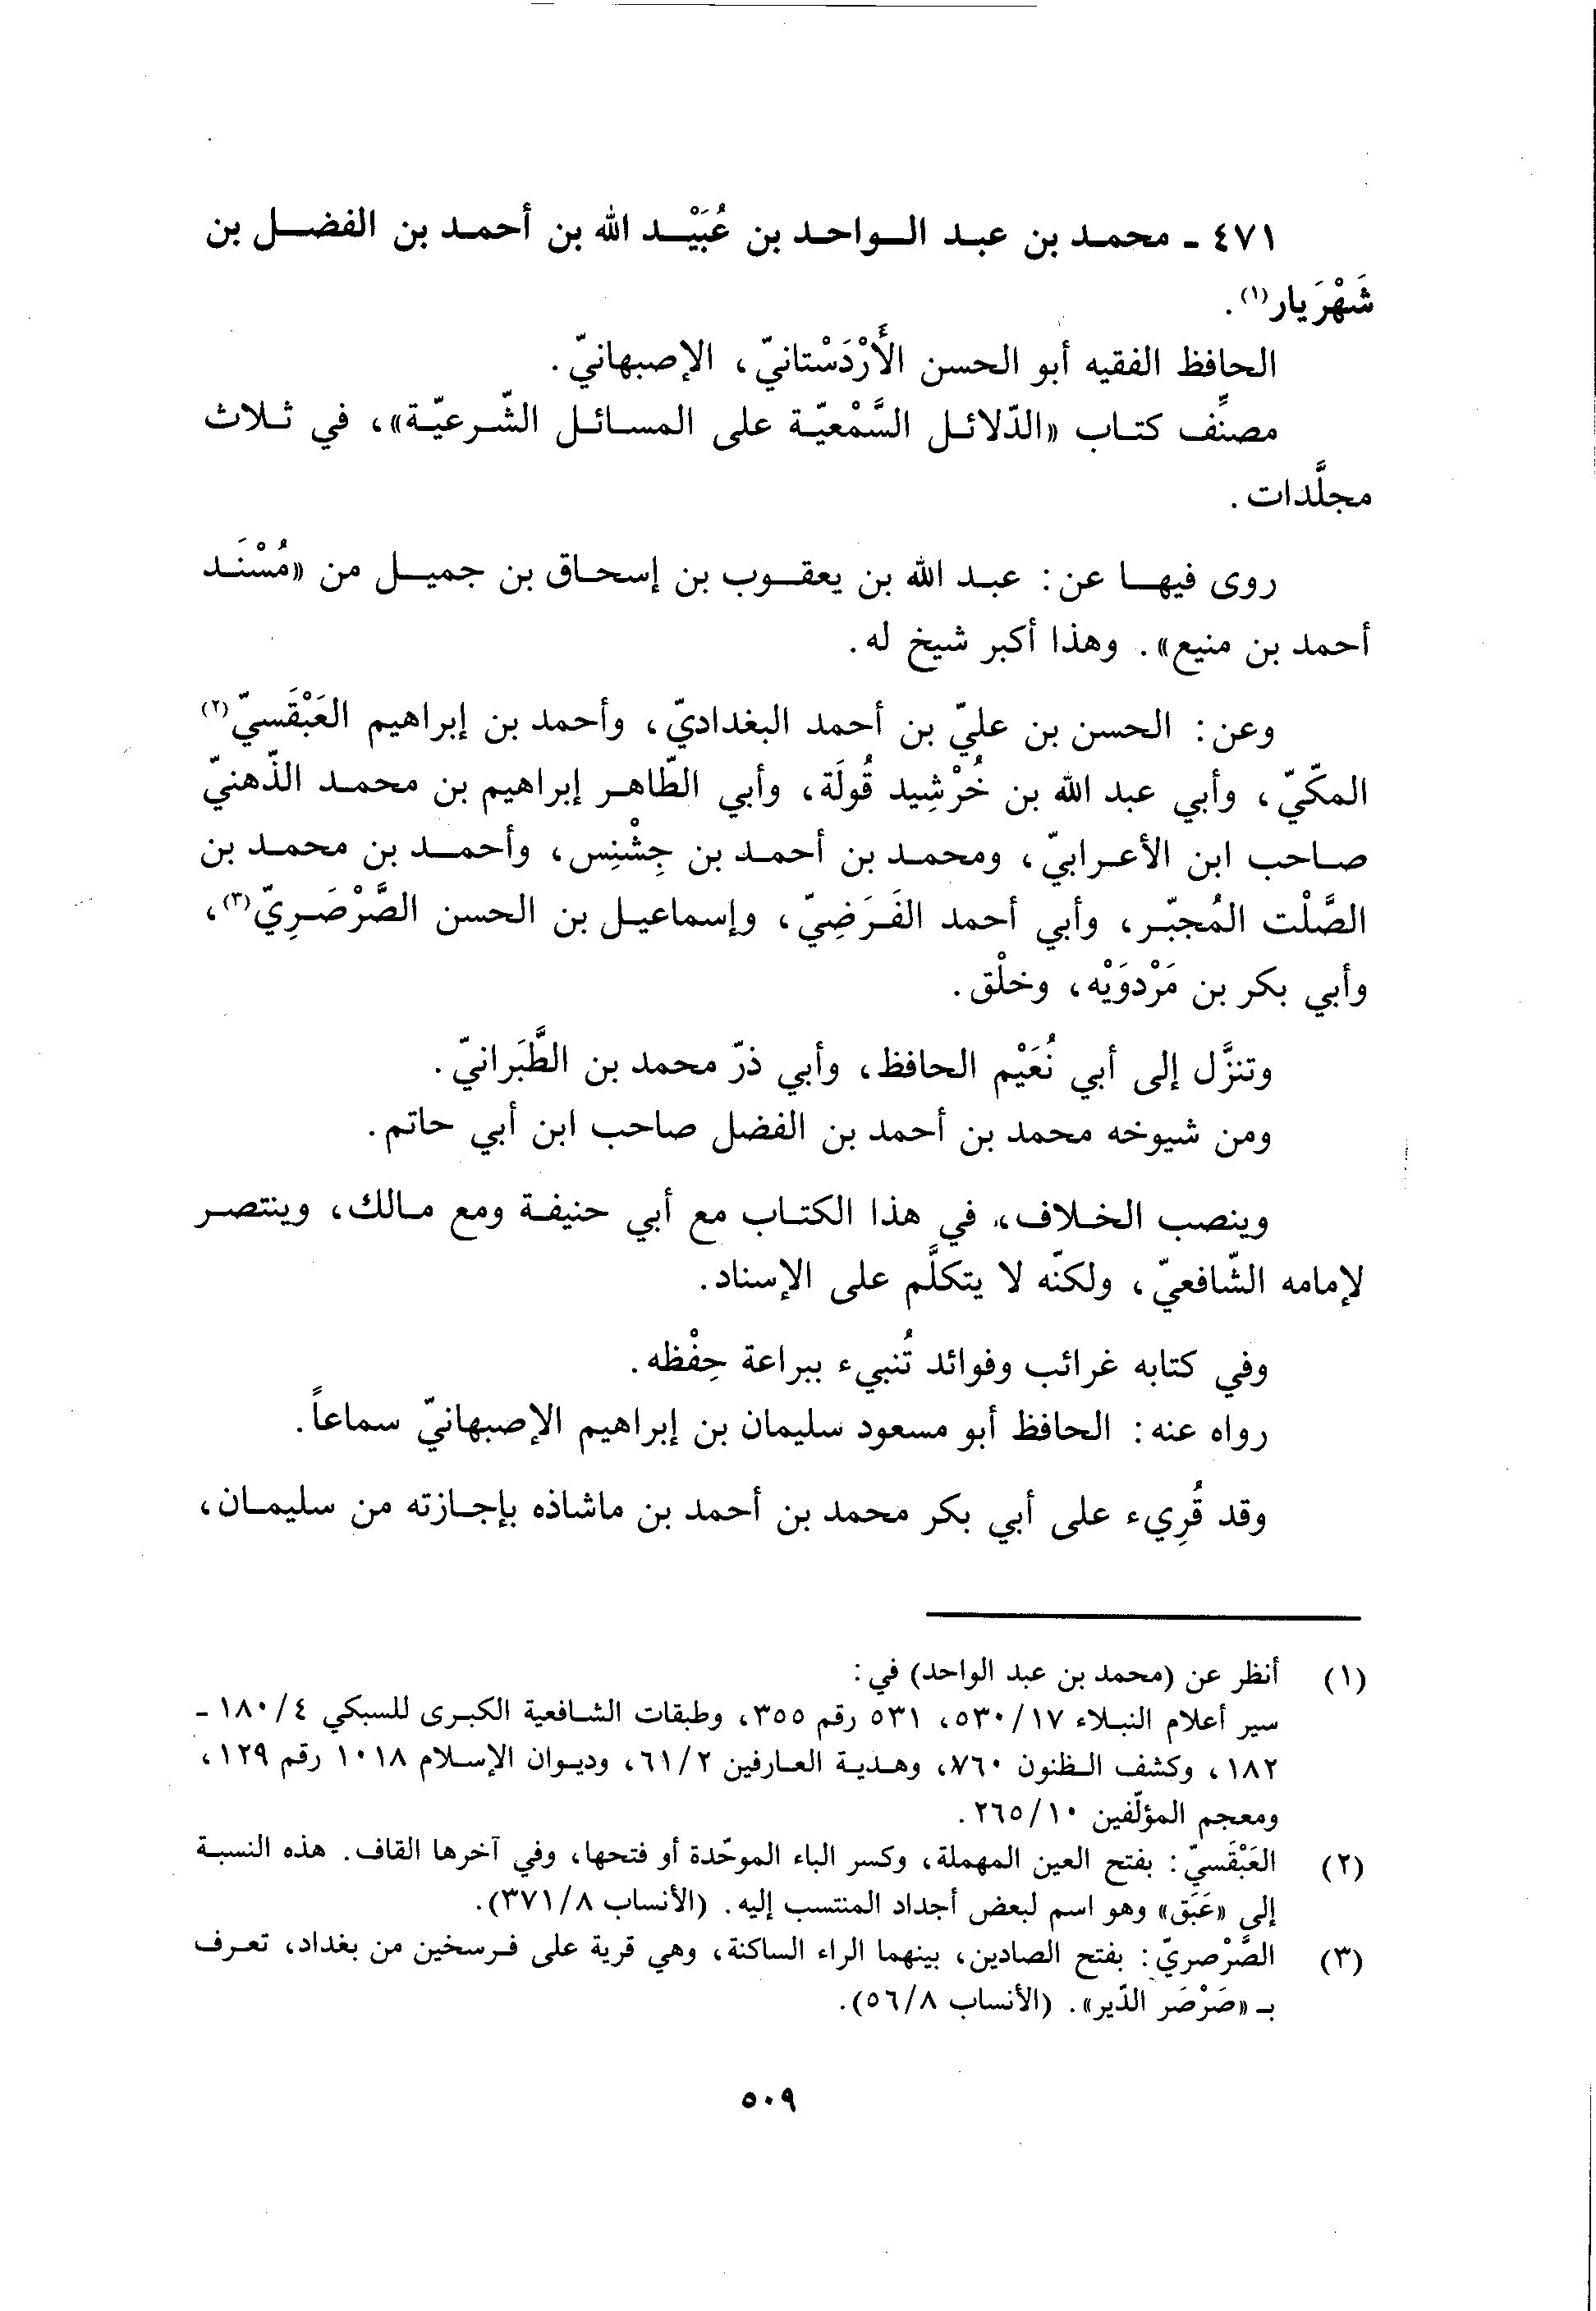 ٤٧١ - محمد بن عبد الواحد بن عُبَيْد الله بن أحمد بن الفضل بن
شَهْرَيار(١).
الحافظ الفقيه أبو الحسن الأَرْدَسْتانيّ، الإصبهانيّ.
مصنِّف كتاب «الدّلائل السَّمْعيّة على المسائل الشّرعيّة»، في ثلاث
مجلَّدات.
روى فيها عن: عبد الله بن يعقوب بن إسحاق بن جميل من «مُسْنَد
أحمد بن منيع». وهذا أكبر شيخ له.
وعن: الحسن بن عليّ بن أحمد البغداديّ، وأحمد بن إبراهيم العَبْقَسيّ(٢)
المكّيّ، وأبي عبد الله بن خُرْشِيد قُولَة، وأبي الطّاهر إبراهيم بن محمد الذّهنيّ
صاحب ابن الأعرابيّ، ومحمد بن أحمد بن جِشْنِس، وأحمد بن محمد بن
الصَّلْت المُجبّر، وأبي أحمد الفَرَضِيّ، وإسماعيل بن الحسن الصَّرْصَرِيّ(٣)،
وأبي بكر بن مَرْدوَيْه، وخلْق.
وتنزَّل إلى أبي نُعَيْم الحافظ، وأبي ذرّ محمد بن الطَّبَرانيّ.
ومن شيوخه محمد بن أحمد بن الفضل صاحب ابن أبي حاتم.
وينصب الخلاف، في هذا الكتاب مع أبي حنيفة ومع مالك، وينتصر
لإمامه الشّافعيّ، ولكنّه لا يتكلَّم على الإسناد.
وفي كتابه غرائب وفوائد تُنبيء ببراعة حِفْظه.
رواه عنه: الحافظ أبو مسعود سليمان بن إبراهيم الإصبهانيّ سماعاً.
وقد قُرِيء على أبي بكر محمد بن أحمد بن ماشاذه بإجازته من سليمان،
(١) أنظر عن (محمد بن عبد الواحد) في:
سير أعلام النبلاء ٥٣٠/١٧، ٥٣١ رقم ٣٥٥، وطبقات الشافعية الكبرى للسبكي ١٨٠/٤ -
١٨٢، وكشف الظنون ٧٦٠، وهدية العارفين ٦١/٢، وديوان الإسلام ١٠١٨ رقم ١٢٩،
ومعجم المؤلّفين ٢٦٥/١٠.
(٢) العَبْقَسيّ: بفتح العين المهملة، وكسر الباء الموحّدة أو فتحها، وفي آخرها القاف. هذه النسبة
إلى «عَبَق» وهو اسم لبعض أجداد المنتسب إليه. (الأنساب ٣٧١/٨).
(٣) الصَّرْصريّ: بفتح الصادين، بينهما الراء الساكنة، وهي قرية على فرسخين من بغداد، تعرف
بـ «صَرْصَر الدّير». (الأنساب ٥٦/٨).
٥٠٩